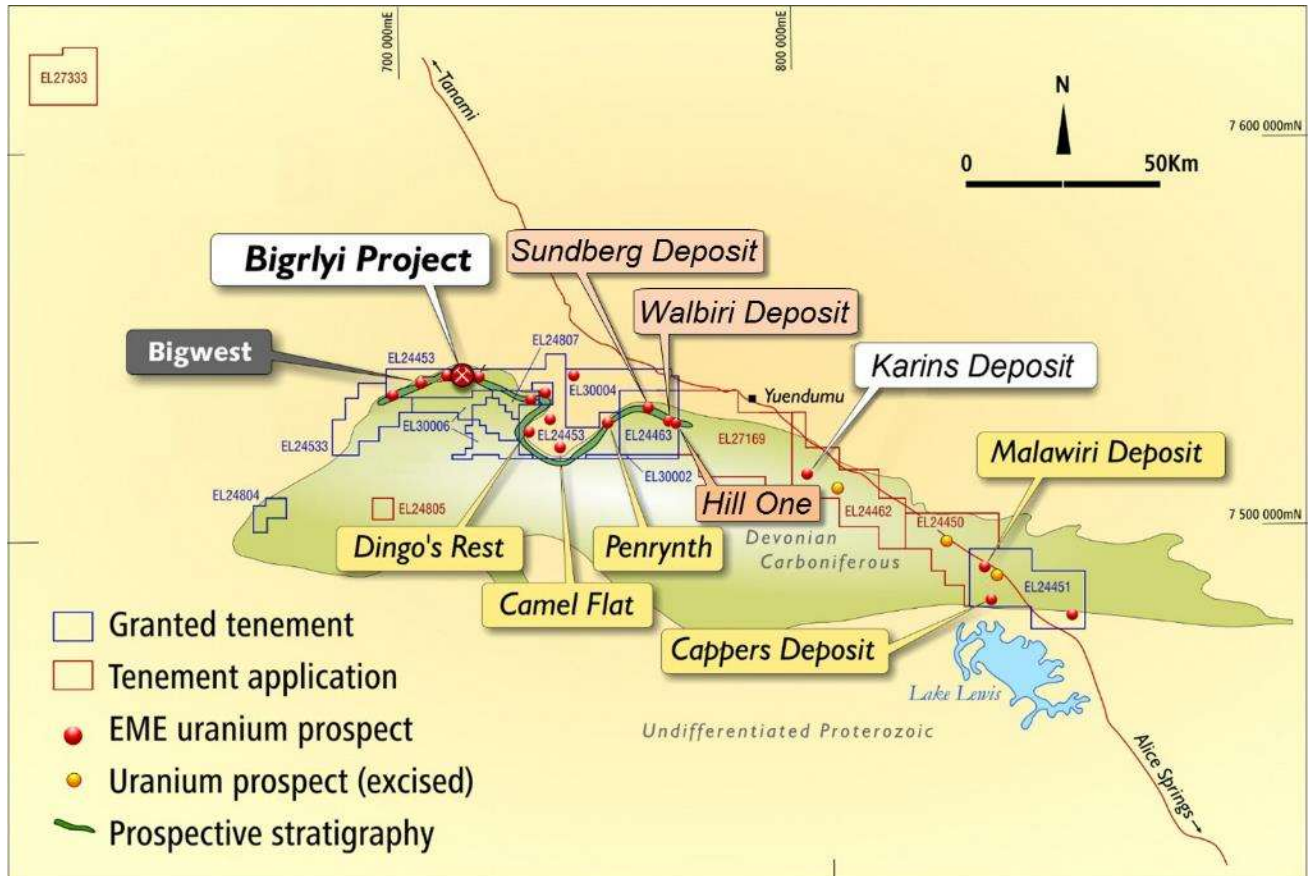 700 000mE
800 000mE
EL27333
Tanami
N
7 600 000mN
0
50Km
Bigrlyi Project
Sundberg Deposit
Walbiri Deposit
Bigwest
EL24453
EL24807
EL30004
Karins Deposit
Yuendumu
EL24533
EL30006
EL24453
EL24463
EL27169
Malawiri Deposit
EL30002
EL24804
EL24805
Hill One
EL24462
EL24450
7 500 000mN
Dingo's Rest
Penrynth
Devonian
Carboniferous
EL24451
Camel Flat
Cappers Deposit
Lake Lewis
Undifferentiated Proterozoic
Alice Springs
Granted tenement
Tenement application
EME uranium prospect
Uranium prospect (excised)
Prospective stratigraphy